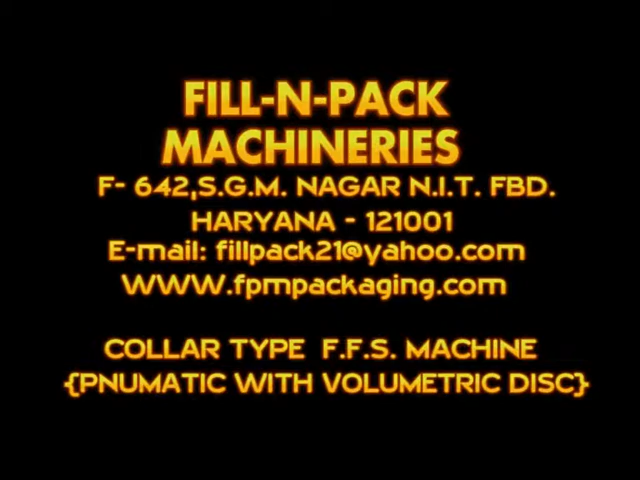 FILL-N-PACK
MACHINERIES
F- 642,S.G.M. NAGAR N.I.T. FBD.
HARYANA - 121001
E-mail: fillpack21@yahoo.com
WWW.fpmpackaging.com
COLLAR TYPE F.F.S. MACHINE
{PNUMATIC WITH VOLUMETRIC DISC}